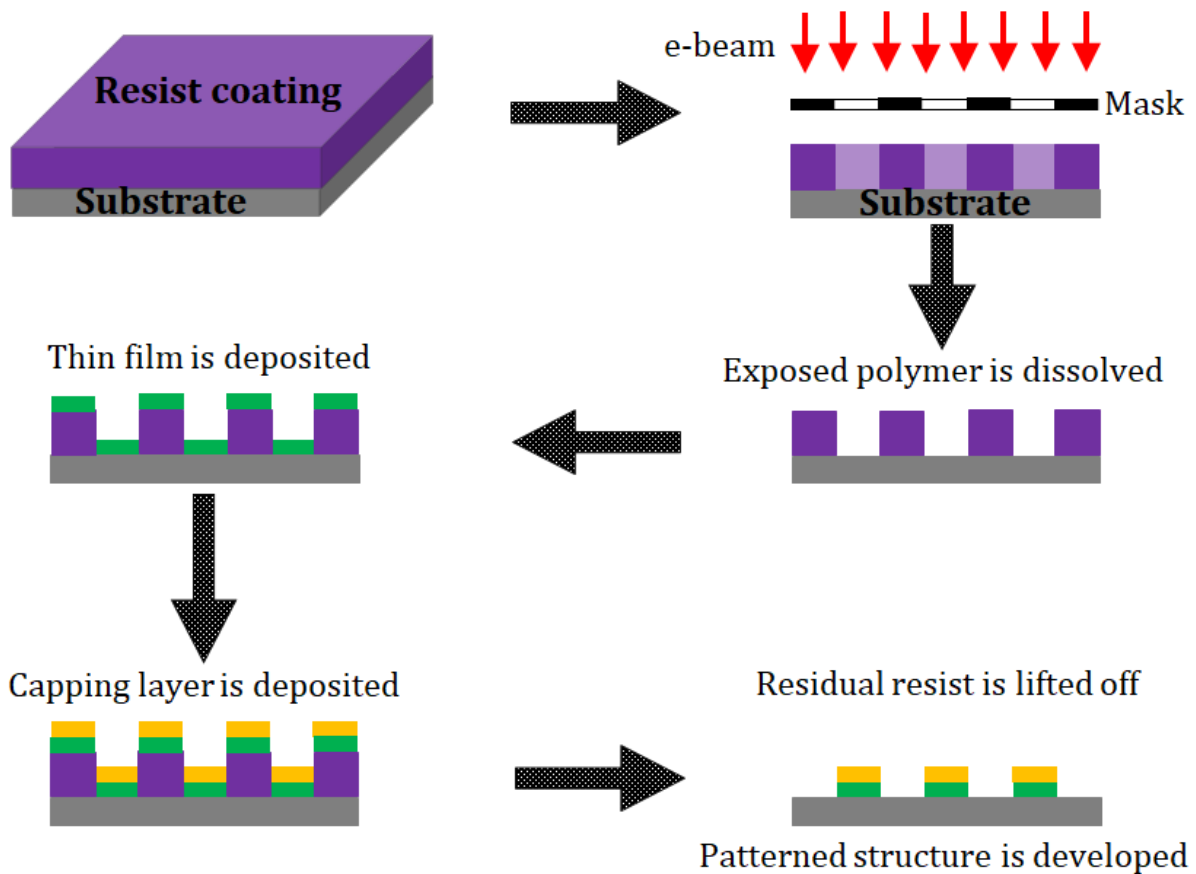 Resist coating
Substrate
e-beam
Mask
Substrate
Exposed polymer is dissolved
Thin film is deposited
Capping layer is deposited
Residual resist is lifted off
Patterned structure is developed